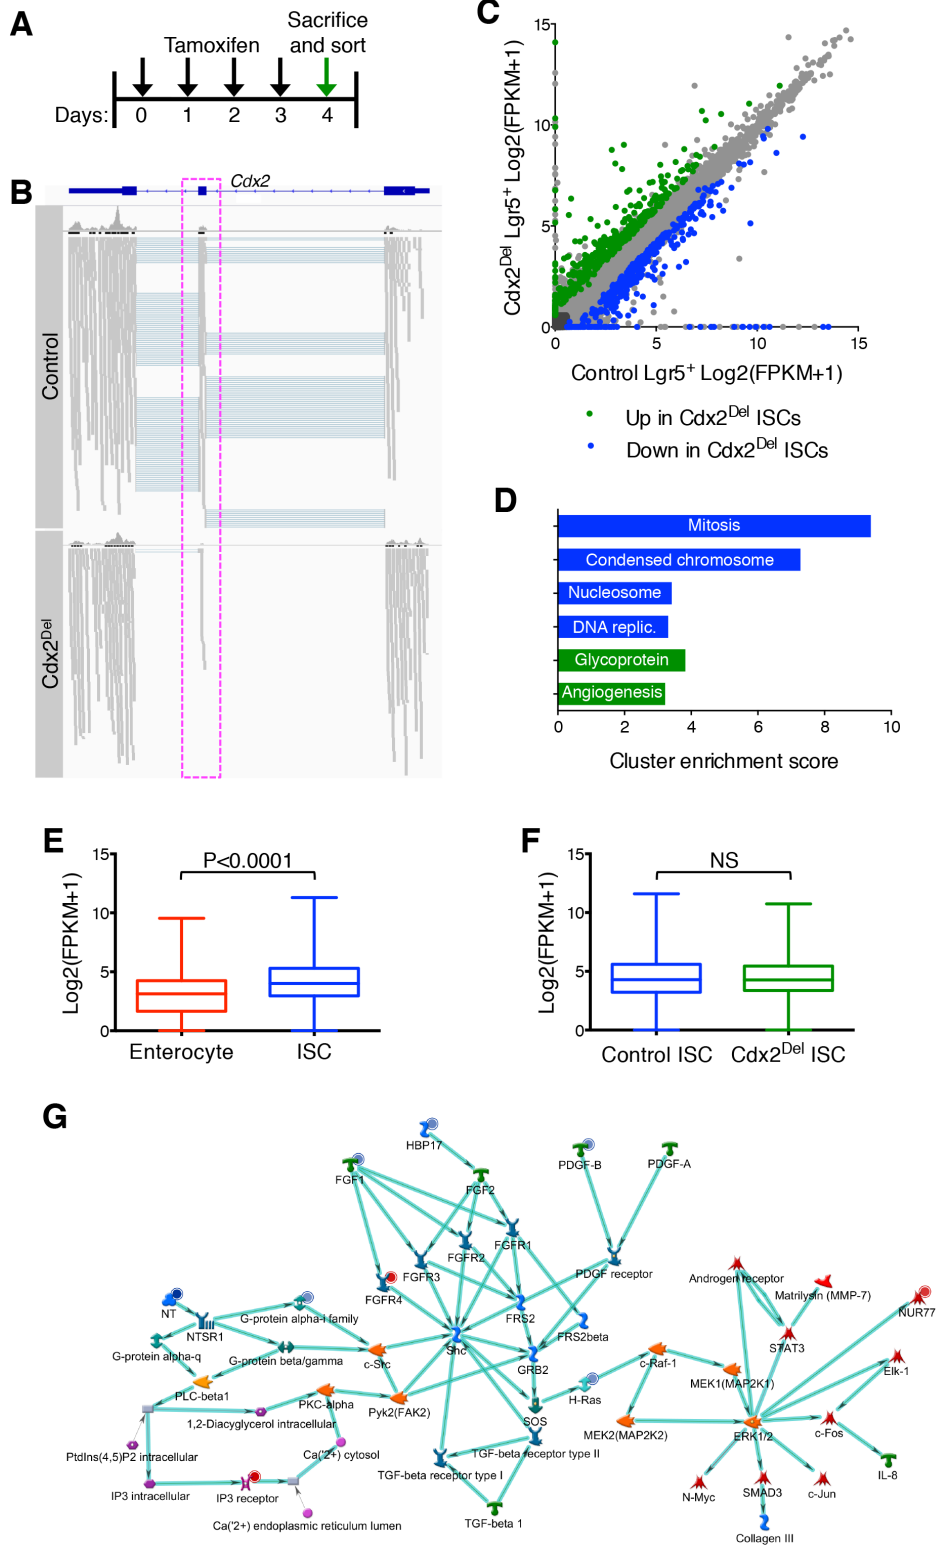 A
Tamoxifen
Sacrifice
and sort
Days: 0 1 2 3 4
B
Cdx2
Control
Cdx2Del
C
15
10
5
0
Cdx2Del Lgr5+ Log2(FPKM+1)
0 5 10 15
Control Lgr5+ Log2(FPKM+1)
Up in Cdx2Del ISCs
Down in Cdx2Del ISCs
D
Mitosis
Condensed chromosome
Nucleosome
DNA replic.
Glycoprotein
Angiogenesis
0 2 4 6 8 10
Cluster enrichment score
E
15
10
5
0
Log2(FPKM+1)
P<0.0001
Enterocyte ISC
F
15
10
5
0
Log2(FPKM+1)
NS
Control ISC Cdx2Del ISC
G
HBP17
FGF1
FGF2
PDGF-B
PDGF-A
FGFR1
FGFR2
FGFR3
FGFR4
PDGF receptor
Androgen receptor
Matrilysin (MMP-7)
NUR77
NT
NTSR1
G-protein alpha-i family
FRS2
FRS2beta
STAT3
G-protein alpha-q
G-protein beta/gamma
c-Src
Shc
GRB2
c-Raf-1
Elk-1
MEK1(MAP2K1)
PLC-beta1
PKC-alpha
Pyk2(FAK2)
H-Ras
SOS
1,2-Diacyglycerol intracellular
MEK2(MAP2K2)
ERK1/2
c-Fos
PtdIns(4,5)P2 intracellular
Ca('2+) cytosol
TGF-beta receptor type II
TGF-beta receptor type I
IL-8
IP3 intracellular
IP3 receptor
N-Myc
SMAD3
c-Jun
Ca('2+) endoplasmic reticulum lumen
TGF-beta 1
Collagen III